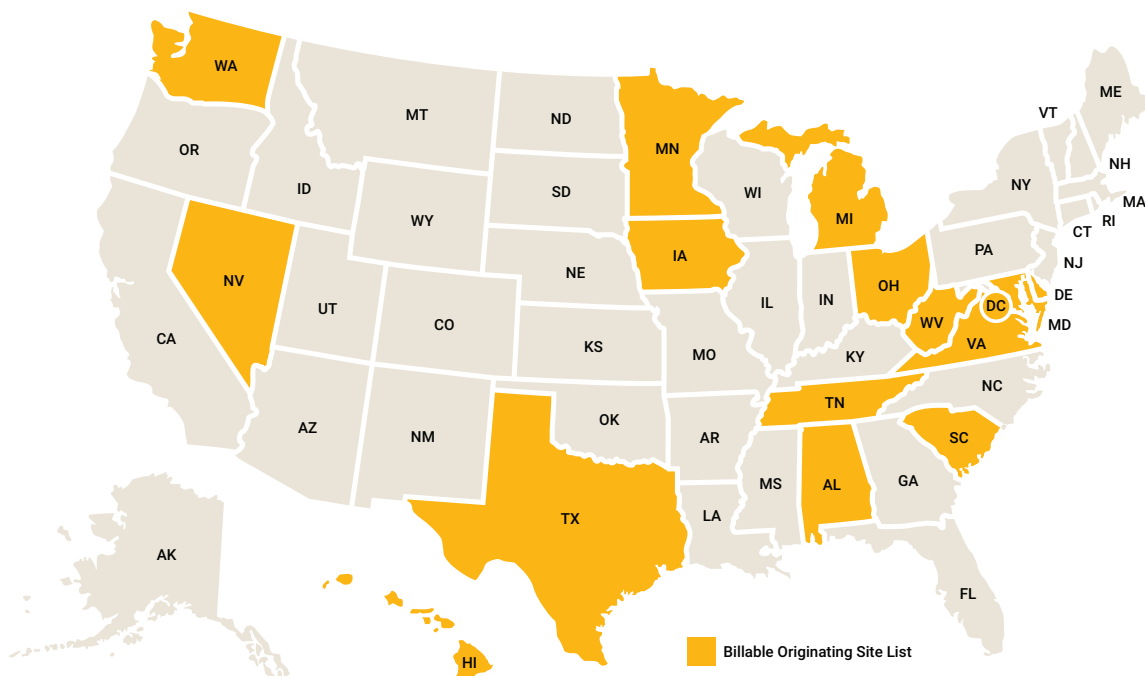 WA
MT
ND
MN
ME
VT
OR
ID
SD
WI
NH
NY
MI
MA
RI
CT
WY
IA
PA
NJ
NV
NE
OH
DE
UT
CO
IL
IN
DC
MD
WV
VA
CA
KS
MO
KY
NC
TN
AZ
NM
OK
AR
SC
MS
AL
GA
TX
LA
AK
FL
HI
Billable Originating Site List